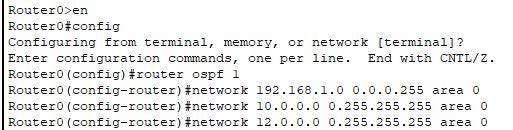 Router0>en
Router0#config
Configuring from terminal, memory, or network [terminal]?
Enter configuration commands, one per line.  End with CNTL/Z.
Router0(config)#router ospf 1
Router0(config-router)#network 192.168.1.0 0.0.0.255 area 0
Router0(config-router)#network 10.0.0.0 0.255.255.255 area 0
Router0(config-router)#network 12.0.0.0 0.255.255.255 area 0